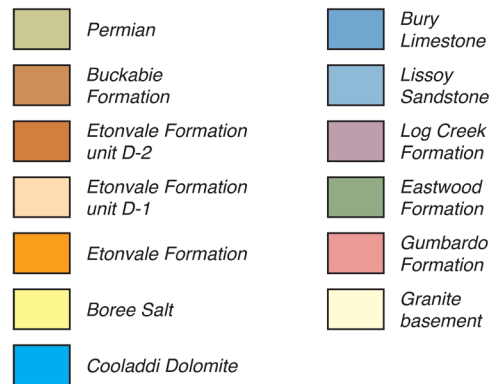 Permian
Buckabie
Formation
Etonvale Formation
unit D-2
Etonvale Formation
unit D-1
Etonvale Formation
Boree Salt
Cooladdi Dolomite
Bury
Limestone
Lissoy
Sandstone
Log Creek
Formation
Eastwood
Formation
Gumbardo
Formation
Granite
basement